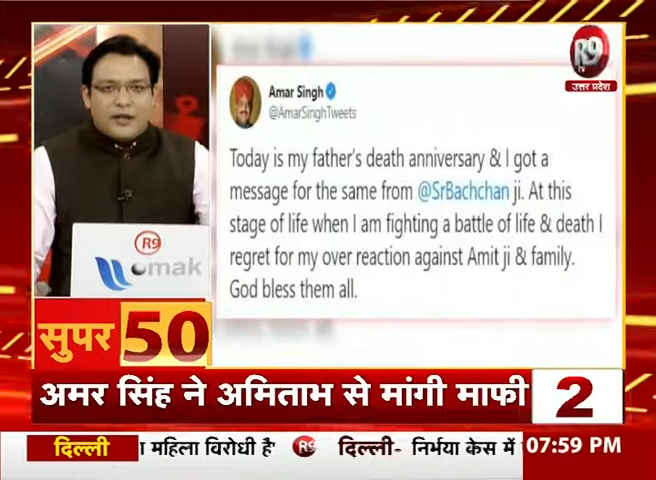 R9
TV
उत्तर प्रदेश
Amar Singh
@AmarSinghTweets
Today is my father's death anniversary & I got a
message for the same from @SrBachchan ji. At this
stage of life when I am fighting a battle of life & death I
regret for my over reaction against Amit ji & family.
God bless them all.
R9
omak
सुपर 50
अमर सिंह ने अमिताभ से मांगी माफी 2
दिल्ली महिला विरोधी है' R9 दिल्ली- निर्भया केस में 07:59 PM